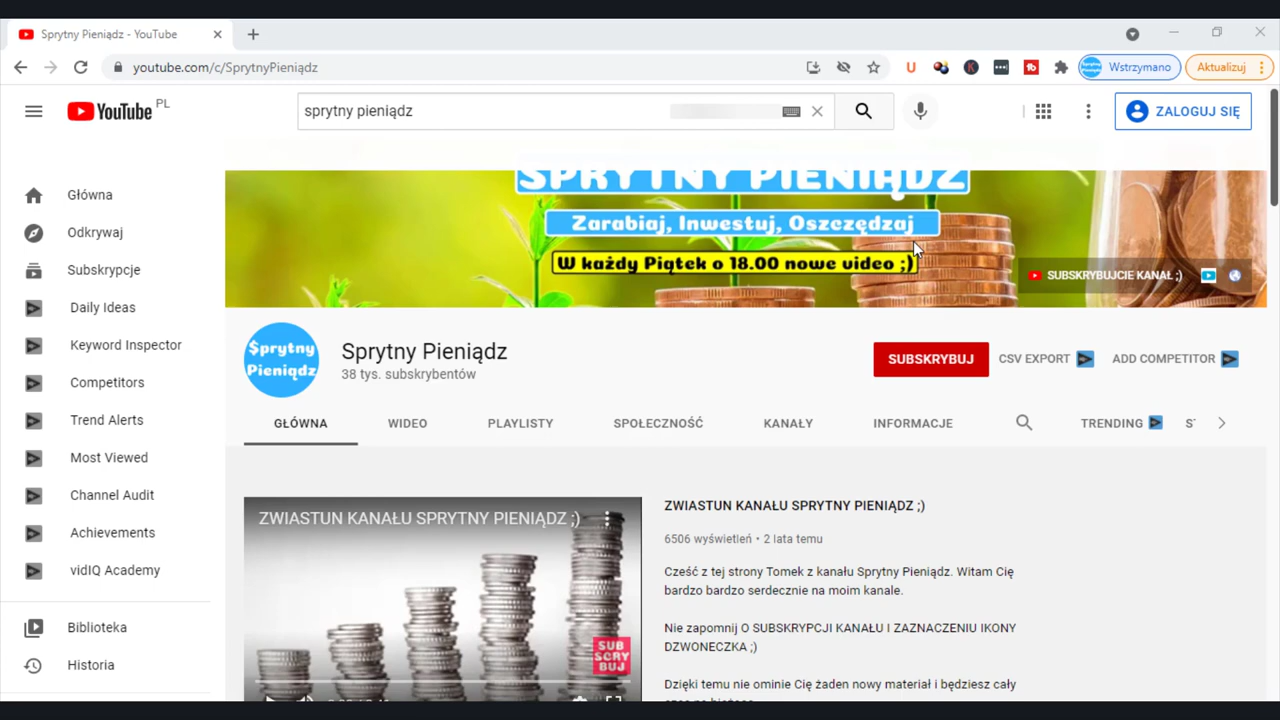 Sprytny Pieniądz - YouTube
youtube.com/c/SprytnyPieniądz
Wstrzymano
Aktualizuj
YouTube PL
sprytny pieniądz
ZALOGUJ SIĘ
Główna
Odkrywaj
Subskrypcje
Daily Ideas
Keyword Inspector
Competitors
Trend Alerts
Most Viewed
Channel Audit
Achievements
vidIQ Academy
Biblioteka
Historia
SPRYTNY PIENIĄDZ
Zarabiaj, Inwestuj, Oszczędzaj
W każdy Piątek o 18.00 nowe video ;)
SUBSKRYBUJCIE KANAŁ ;)
$prytny
Pieniądz
Sprytny Pieniądz
38 tys. subskrybentów
SUBSKRYBUJ
CSV EXPORT
ADD COMPETITOR
GŁÓWNA
WIDEO
PLAYLISTY
SPOŁECZNOŚĆ
KANAŁY
INFORMACJE
TRENDING
ZWIASTUN KANAŁU SPRYTNY PIENIĄDZ ;)
SUB
SCRY
BUJ
ZWIASTUN KANAŁU SPRYTNY PIENIĄDZ ;)
6506 wyświetleń • 2 lata temu
Cześć z tej strony Tomek z kanału Sprytny Pieniądz. Witam Cię
bardzo bardzo serdecznie na moim kanale.
Nie zapomnij O SUBSKRYPCJI KANAŁU I ZAZNACZENIU IKONY
DZWONECZKA ;)
Dzięki temu nie ominie Cię żaden nowy materiał i będziesz cały